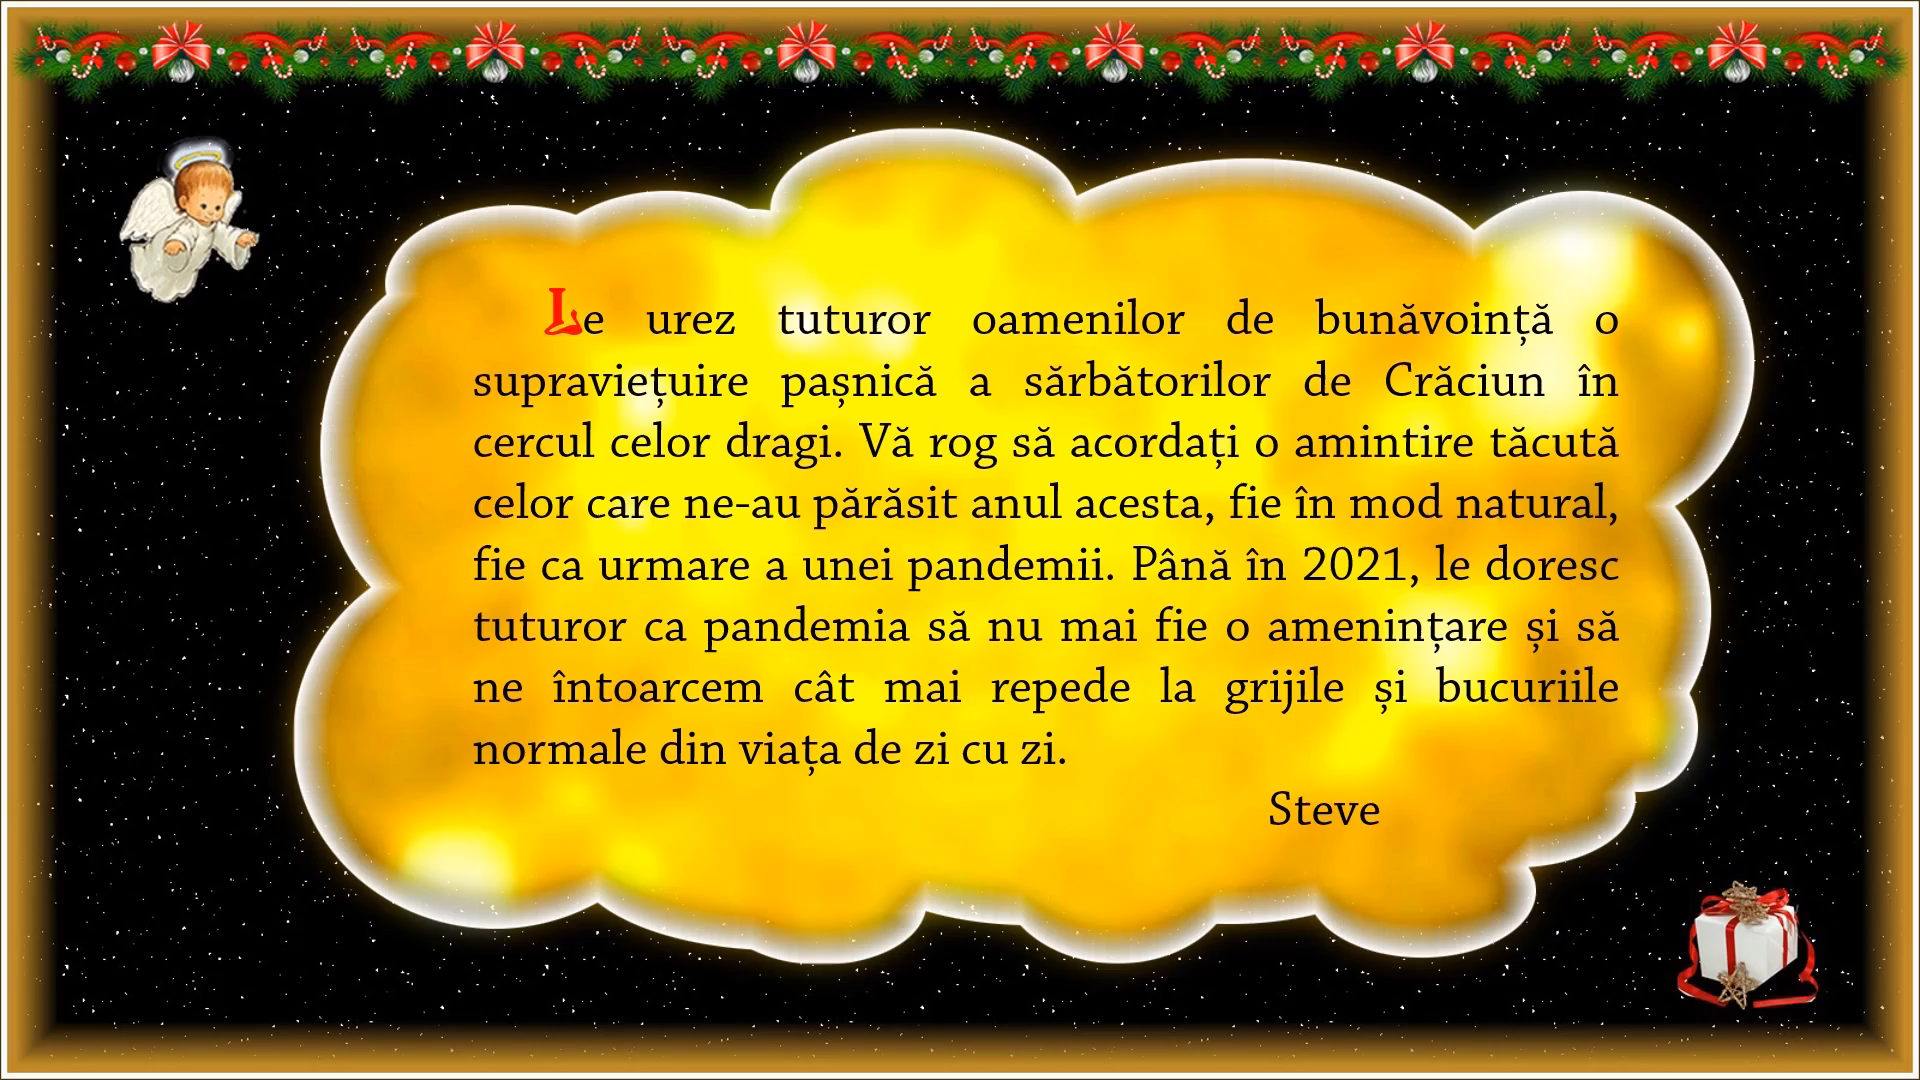 Le urez tuturor oamenilor de bunăvoință o
supraviețuire pașnică a sărbătorilor de Crăciun în
cercul celor dragi. Vă rog să acordați o amintire tăcută
celor care ne-au părăsit anul acesta, fie în mod natural,
fie ca urmare a unei pandemii. Până în 2021, le doresc
tuturor ca pandemia să nu mai fie o amenințare și să
ne întoarcem cât mai repede la grijile și bucuriile
normale din viața de zi cu zi.
Steve